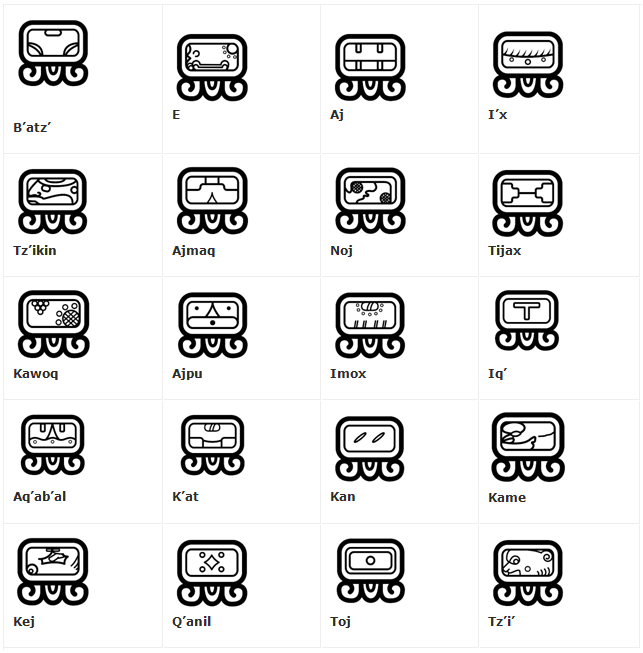 B’atz’
E
Aj
I’x
Tz’ikin
Ajmaq
Noj
Tijax
Kawoq
Ajpu
Imox
Iq’
Aq’ab’al
K’at
Kan
Kame
Kej
Q’anil
Toj
Tz’i’